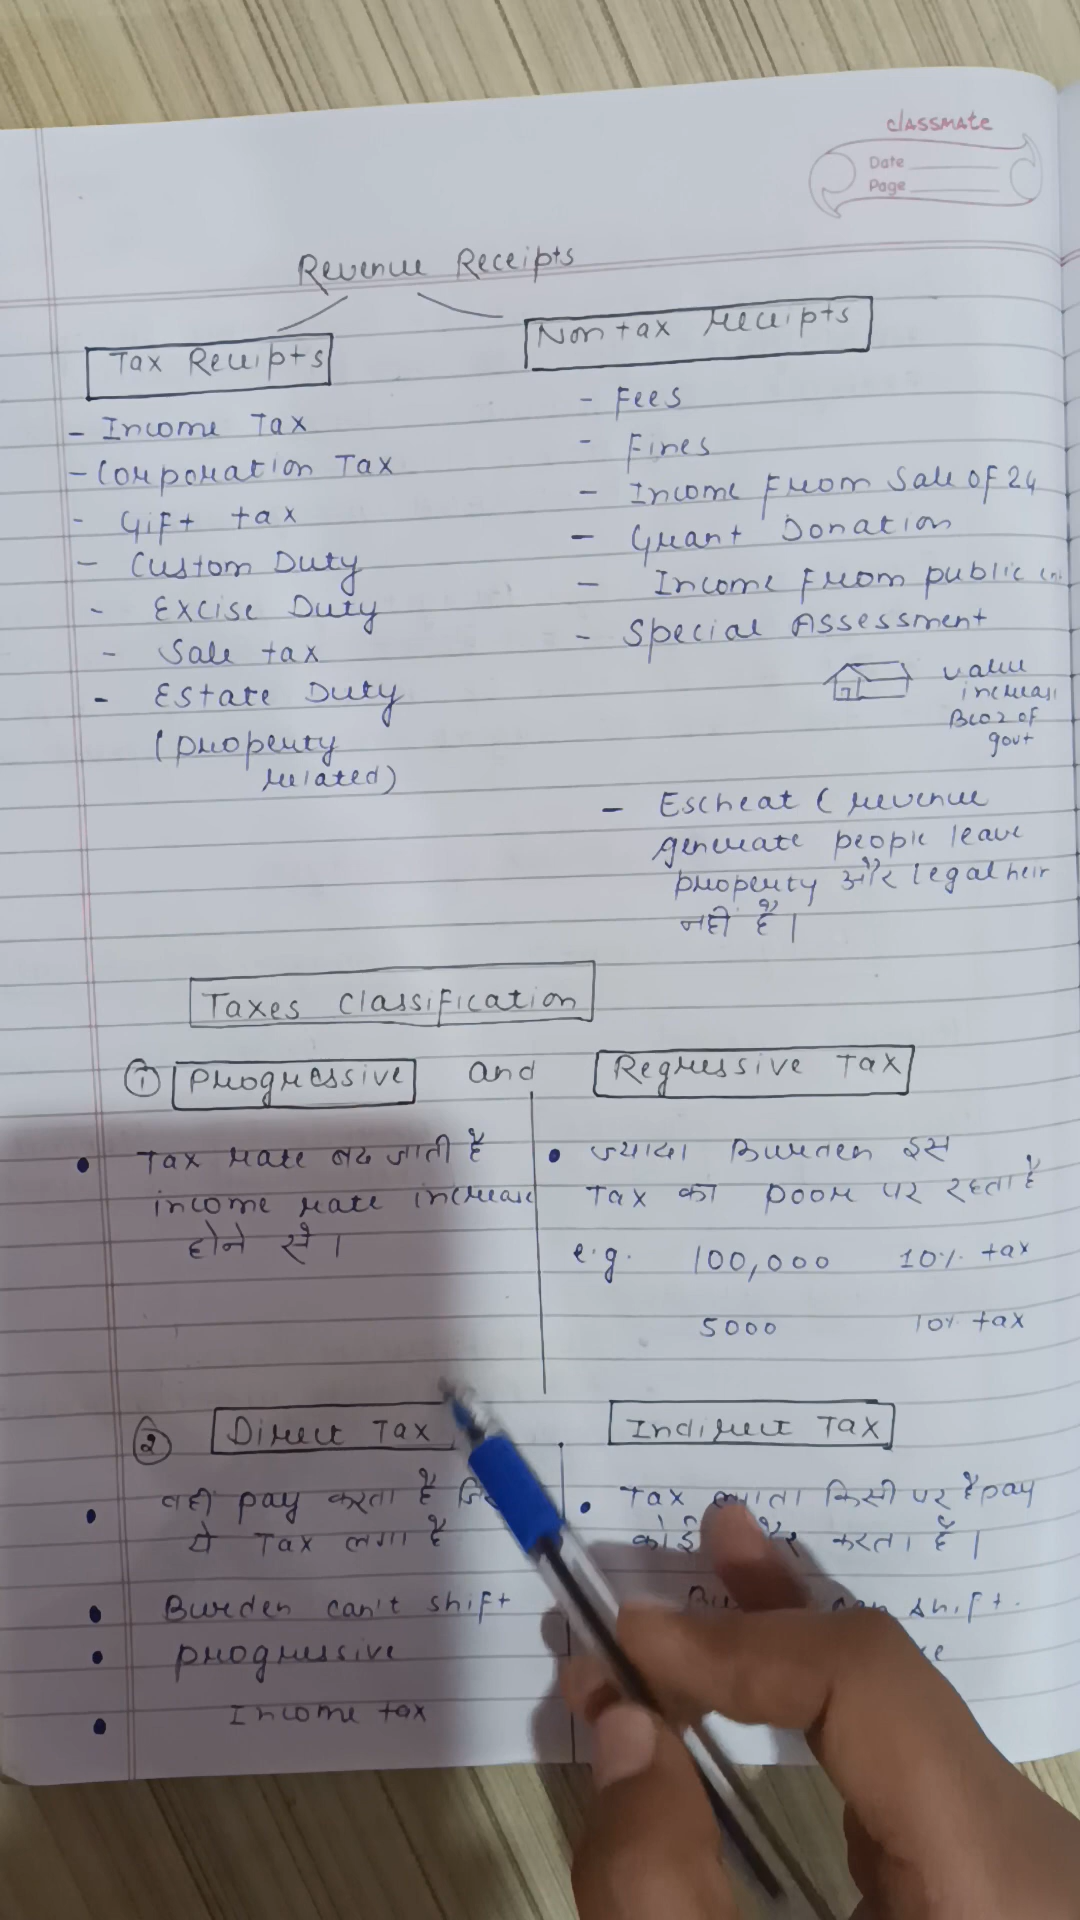 classmate
Date
Page
Revenue Receipts
Tax Receipts
Non tax receipts
- Income Tax
- Corporation Tax
- Gift tax
- Custom Duty
- Excise Duty
- Sale tax
- Estate Duty
(property
related)
- Fees
- Fines
- Income From Sale of 24
- Grant Donation
- Income From public
- Special Assessment
value
increas
Bcoz of
govt
- Escheat (revenue
generate people leave
property और legal heir
नही है।
Taxes Classification
① Progressive and Regressive Tax
• Tax rate बढ़ जाती है
income rate increase
होने से।
• ज्यादा Burden इस
Tax का poor पर रहता है
e.g. 100,000 10% tax
5000 10% tax
② Direct Tax
• वही pay करता है
पे Tax लगा है
• Burden can't shift
• progressive
• Income tax
Indirect Tax
• Tax किसी पर है pay
कोई करता है।
shift.